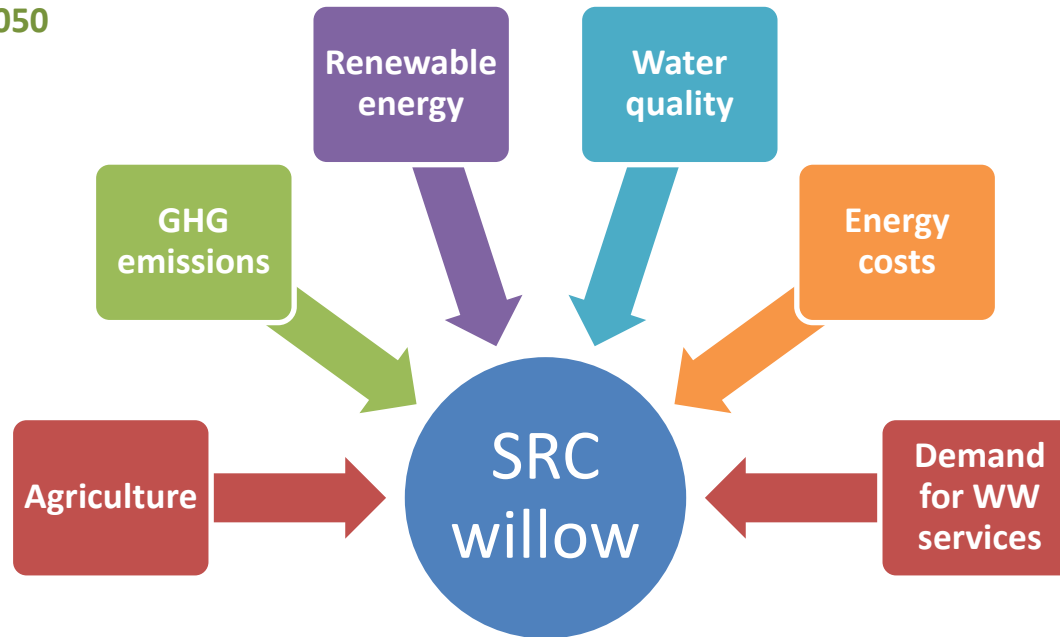 050
Renewable
energy
Water
quality
GHG
emissions
Energy
costs
Agriculture
SRC
willow
Demand
for WW
services